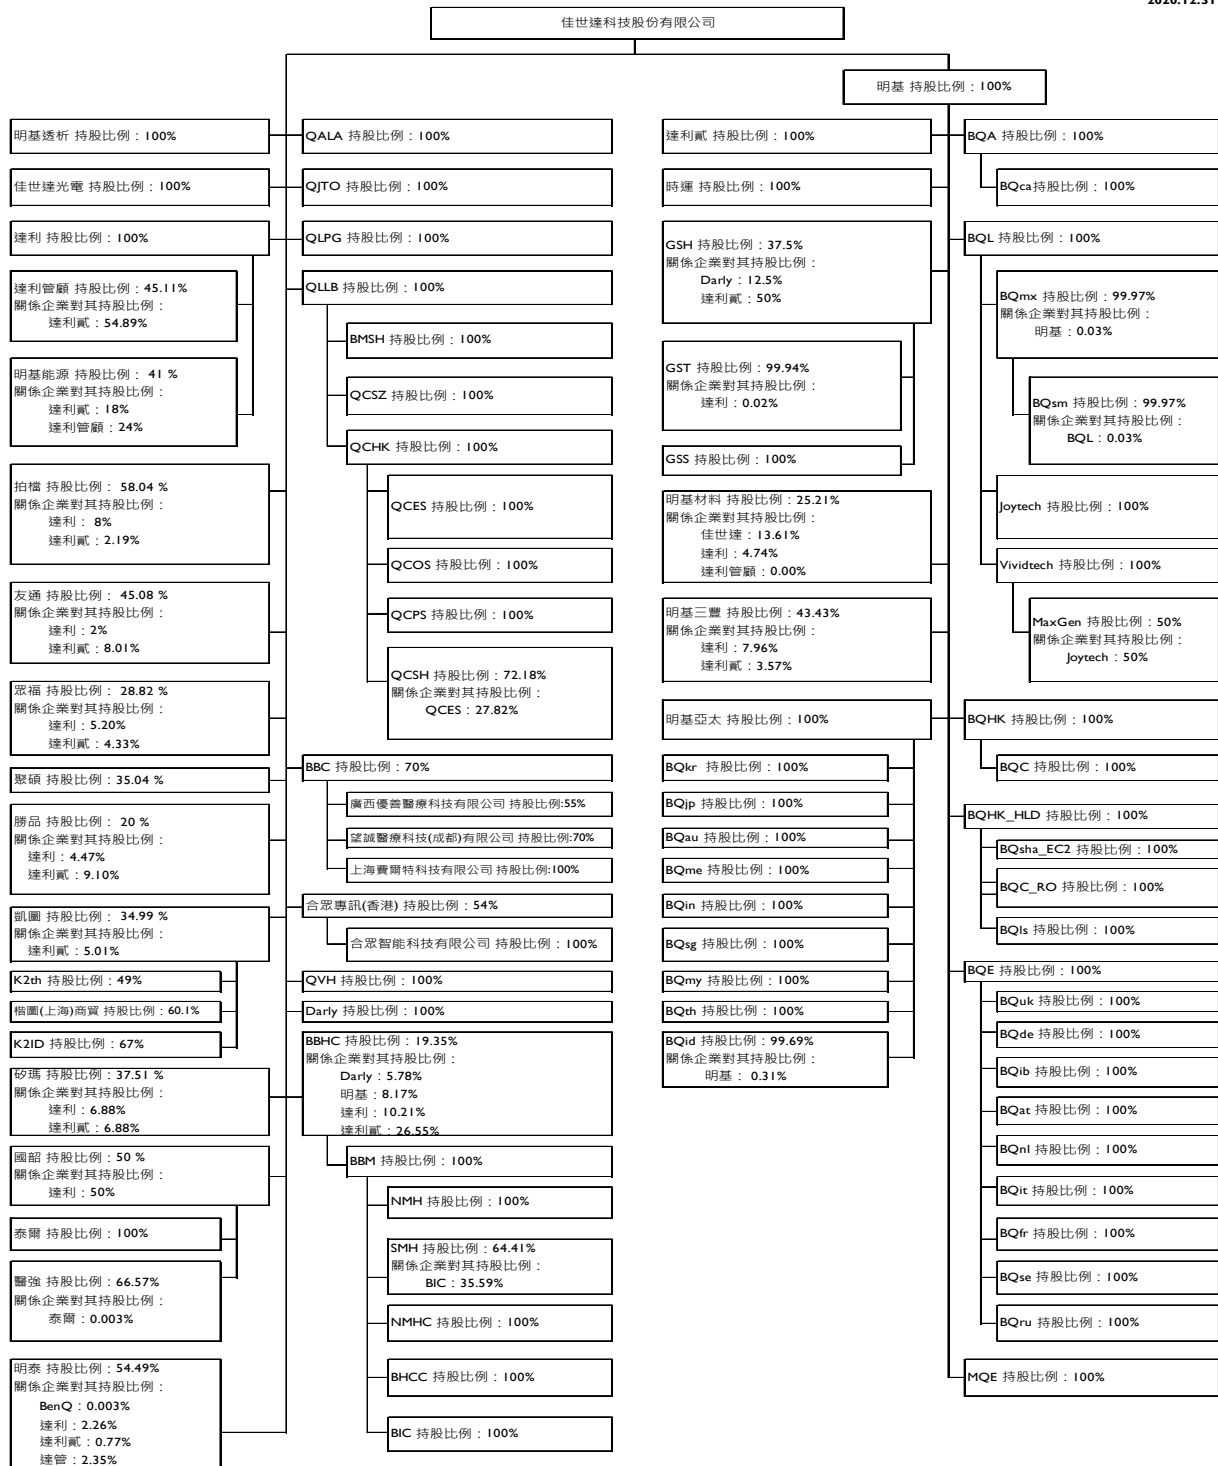 2020.12.31
佳世達科技股份有限公司
明基 持股比例：100%
明基透析 持股比例：100%
佳世達光電 持股比例：100%
達利 持股比例：100%
達利管顧 持股比例：45.11%
關係企業對其持股比例：
達利貳：54.89%
明基能源 持股比例： 41 %
關係企業對其持股比例：
達利貳：18%
達利管顧：24%
拍檔 持股比例： 58.04 %
關係企業對其持股比例：
達利： 8%
達利貳：2.19%
友通 持股比例：45.08 %
關係企業對其持股比例：
達利：2%
達利貳：8.01%
眾福 持股比例： 28.82 %
關係企業對其持股比例：
達利：5.20%
達利貳：4.33%
聚碩 持股比例：35.04 %
勝品 持股比例： 20 %
關係企業對其持股比例：
達利：4.47%
達利貳：9.10%
凱圖 持股比例： 34.99 %
關係企業對其持股比例：
達利貳：5.01%
K2th 持股比例：49%
楷圖(上海)商貿 持股比例：60.1%
K2ID 持股比例：67%
矽瑪 持股比例：37.51 %
關係企業對其持股比例：
達利：6.88%
達利貳：6.88%
國韶 持股比例：50 %
關係企業對其持股比例：
達利：50%
泰爾 持股比例：100%
醫強 持股比例：66.57%
關係企業對其持股比例：
泰爾：0.003%
明泰 持股比例：54.49%
關係企業對其持股比例：
BenQ：0.003%
達利：2.26%
達利貳：0.77%
達管：2.35%
QALA 持股比例：100%
QJTO 持股比例：100%
QLPG 持股比例：100%
QLLB 持股比例：100%
BMSH 持股比例：100%
QCSZ 持股比例：100%
QCHK 持股比例：100%
QCES 持股比例：100%
QCOS 持股比例：100%
QCPS 持股比例：100%
QCSH 持股比例：72.18%
關係企業對其持股比例：
QCES：27.82%
BBC 持股比例：70%
廣西優善醫療科技有限公司 持股比例:55%
望誠醫療科技(成都)有限公司 持股比例:70%
上海費爾特科技有限公司 持股比例:100%
合眾專訊(香港) 持股比例：54%
合眾智能科技有限公司 持股比例：100%
QVH 持股比例：100%
Darly 持股比例：100%
BBHC 持股比例：19.35%
關係企業對其持股比例：
Darly：5.78%
明基：8.17%
達利：10.21%
達利貳：26.55%
BBM 持股比例：100%
NMH 持股比例：100%
SMH 持股比例：64.41%
關係企業對其持股比例：
BIC：35.59%
NMHC 持股比例：100%
BHCC 持股比例：100%
BIC 持股比例：100%
達利貳 持股比例：100%
時運 持股比例：100%
GSH 持股比例：37.5%
關係企業對其持股比例：
Darly：12.5%
達利貳：50%
GST 持股比例：99.94%
關係企業對其持股比例：
達利：0.02%
GSS 持股比例：100%
明基材料 持股比例：25.21%
關係企業對其持股比例：
佳世達：13.61%
達利：4.74%
達利管顧：0.00%
明基三豐 持股比例：43.43%
關係企業對其持股比例：
達利：7.96%
達利貳：3.57%
明基亞太 持股比例：100%
BQkr 持股比例：100%
BQjp 持股比例：100%
BQau 持股比例：100%
BQme 持股比例：100%
BQin 持股比例：100%
BQsg 持股比例：100%
BQmy 持股比例：100%
BQth 持股比例：100%
BQid 持股比例：99.69%
關係企業對其持股比例：
明基： 0.31%
BQA 持股比例：100%
BQca持股比例：100%
BQL 持股比例：100%
BQmx 持股比例：99.97%
關係企業對其持股比例：
明基：0.03%
BQsm 持股比例：99.97%
關係企業對其持股比例：
BQL：0.03%
Joytech 持股比例：100%
Vividtech 持股比例：100%
MaxGen 持股比例：50%
關係企業對其持股比例：
Joytech：50%
BQHK 持股比例：100%
BQC 持股比例：100%
BQHK_HLD 持股比例：100%
BQsha_EC2 持股比例：100%
BQC_RO 持股比例：100%
BQls 持股比例：100%
BQE 持股比例：100%
BQuk 持股比例：100%
BQde 持股比例：100%
BQib 持股比例：100%
BQat 持股比例：100%
BQnl 持股比例：100%
BQit 持股比例：100%
BQfr 持股比例：100%
BQse 持股比例：100%
BQru 持股比例：100%
MQE 持股比例：100%